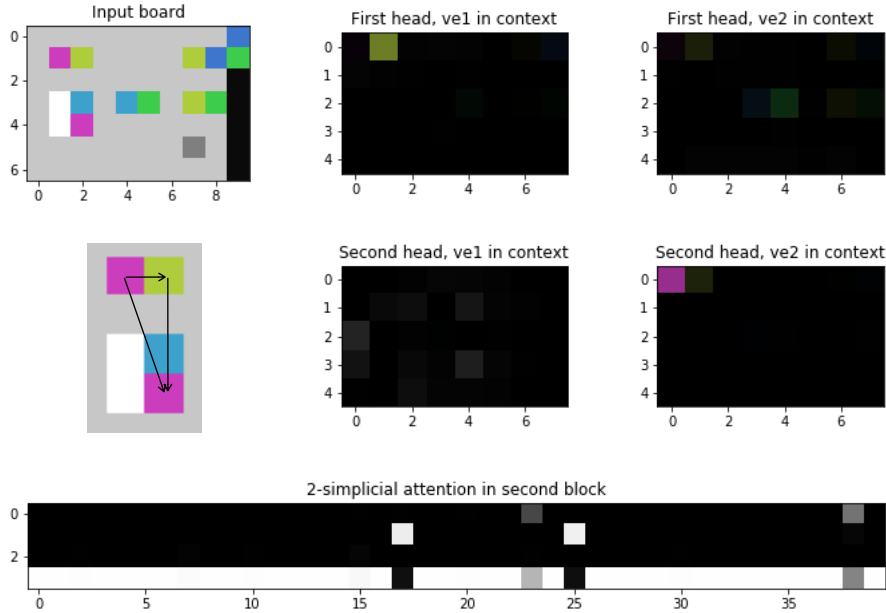 Input board
First head, ve1 in context
First head, ve2 in context
0
2
4
6
0 2 4 6 8
0
1
2
3
4
0 2 4 6
0
1
2
3
4
0 2 4 6
Second head, ve1 in context
Second head, ve2 in context
0
1
2
3
4
0 2 4 6
0
1
2
3
4
0 2 4 6
2-simplicial attention in second block
0
2
0 5 10 15 20 25 30 35